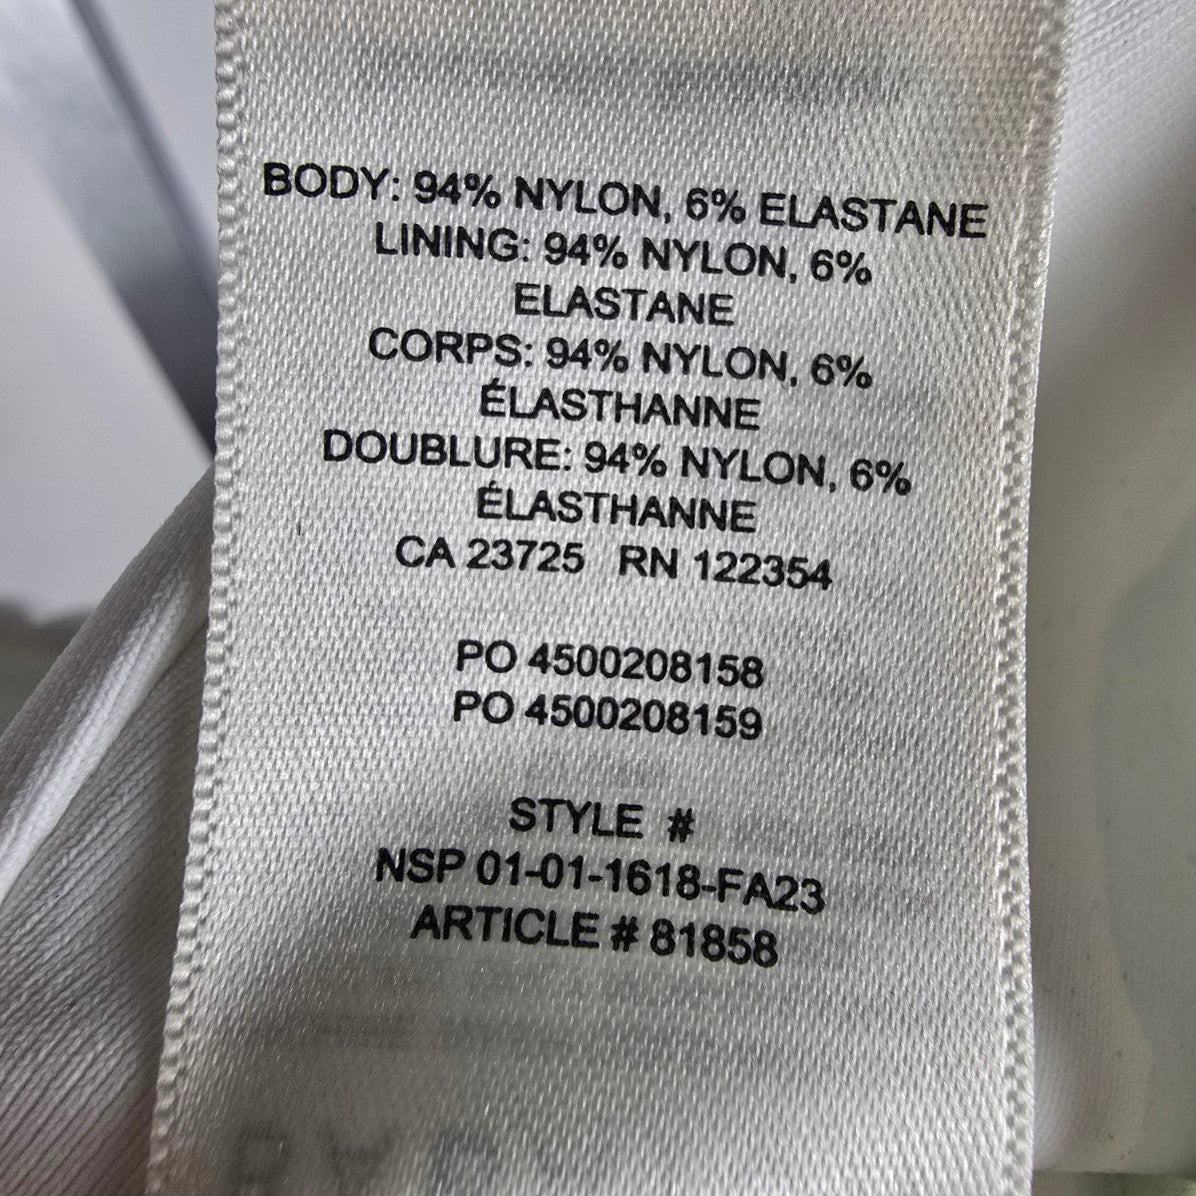 BODY: 94% NYLON, 6% ELASTANE
LINING: 94% NYLON, 6%
ELASTANE
CORPS: 94% NYLON, 6%
ÉLASTHANNE
DOUBLURE: 94% NYLON, 6%
ÉLASTHANNE
CA 23725 RN 122354
PO 4500208158
PO 4500208159
STYLE #
NSP 01-01-1618-FA23
ARTICLE # 81858